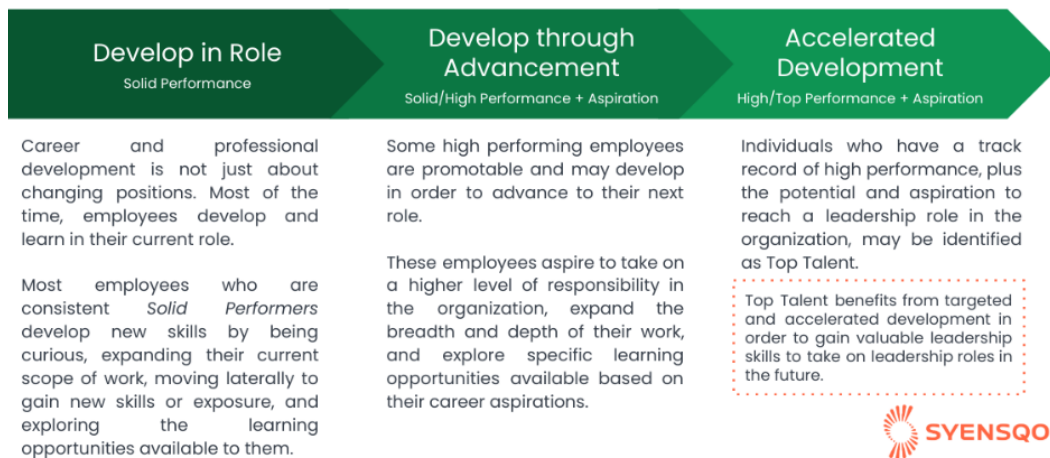 Develop in Role
Solid Performance
Career and professional
development is not just about
changing positions. Most of the
time, employees develop and
learn in their current role.
Most employees who are
consistent Solid Performers
develop new skills by being
curious, expanding their current
scope of work, moving laterally to
gain new skills or exposure, and
exploring the learning
opportunities available to them.
Develop through
Advancement
Solid/High Performance + Aspiration
Some high performing employees
are promotable and may develop
in order to advance to their next
role.
These employees aspire to take on
a higher level of responsibility in
the organization, expand the
breadth and depth of their work,
and explore specific learning
opportunities available based on
their career aspirations.
Accelerated
Development
High/Top Performance + Aspiration
Individuals who have a track
record of high performance, plus
the potential and aspiration to
reach a leadership role in the
organization, may be identified
as Top Talent.
Top Talent benefits from targeted
and accelerated development in
order to gain valuable leadership
skills to take on leadership roles in
the future.
SYENSQO